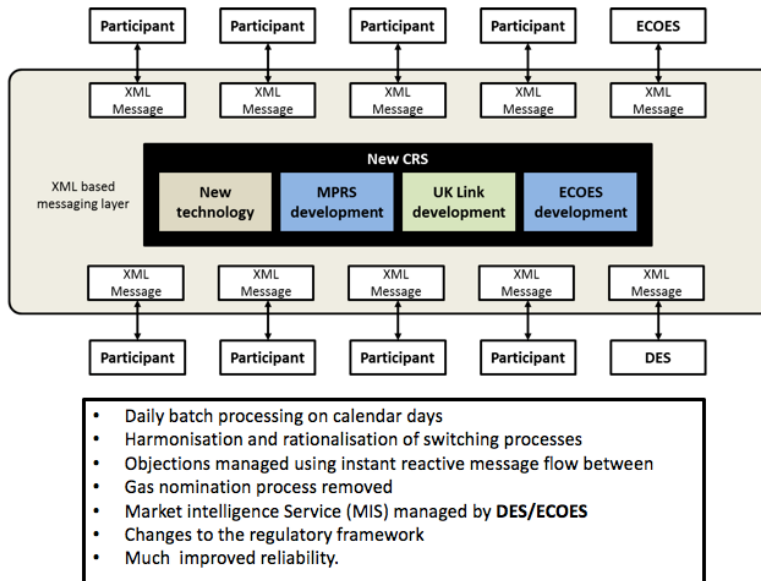 Participant Participant Participant Participant ECOES
XML XML XML XML XML
Message Message Message Message Message
New CRS
XML based
messaging layer
New
technology
MPRS
development
UK Link
development
ECOES
development
XML XML XML XML XML
Message Message Message Message Message
Participant Participant Participant Participant DES
• Daily batch processing on calendar days
• Harmonisation and rationalisation of switching processes
• Objections managed using instant reactive message flow between
• Gas nomination process removed
• Market intelligence Service (MIS) managed by DES/ECOES
• Changes to the regulatory framework
• Much improved reliability.